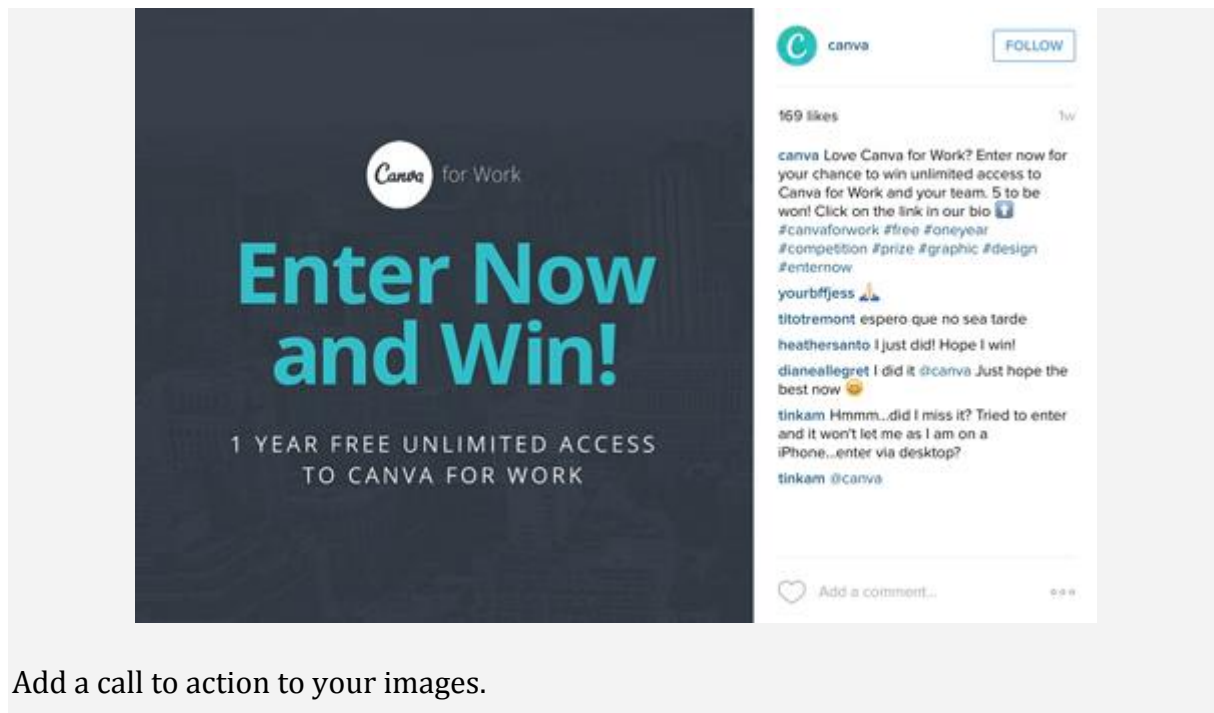 Canva for Work
Enter Now
and Win!
1 YEAR FREE UNLIMITED ACCESS
TO CANVA FOR WORK
C canva FOLLOW
169 likes 1w
canva Love Canva for Work? Enter now for
your chance to win unlimited access to
Canva for Work and your team. 5 to be
won! Click on the link in our bio ⬆️
#canvaforwork #free #oneyear
#competition #prize #graphic #design
#enternow
yourbffjess 🙏🏻
titotremont espero que no sea tarde
heathersanto I just did! Hope I win!
dianeallegret I did it @canva Just hope the
best now 😄
tinkam Hmmm...did I miss it? Tried to enter
and it won't let me as I am on a
iPhone...enter via desktop?
tinkam @canva
Add a comment...
Add a call to action to your images.